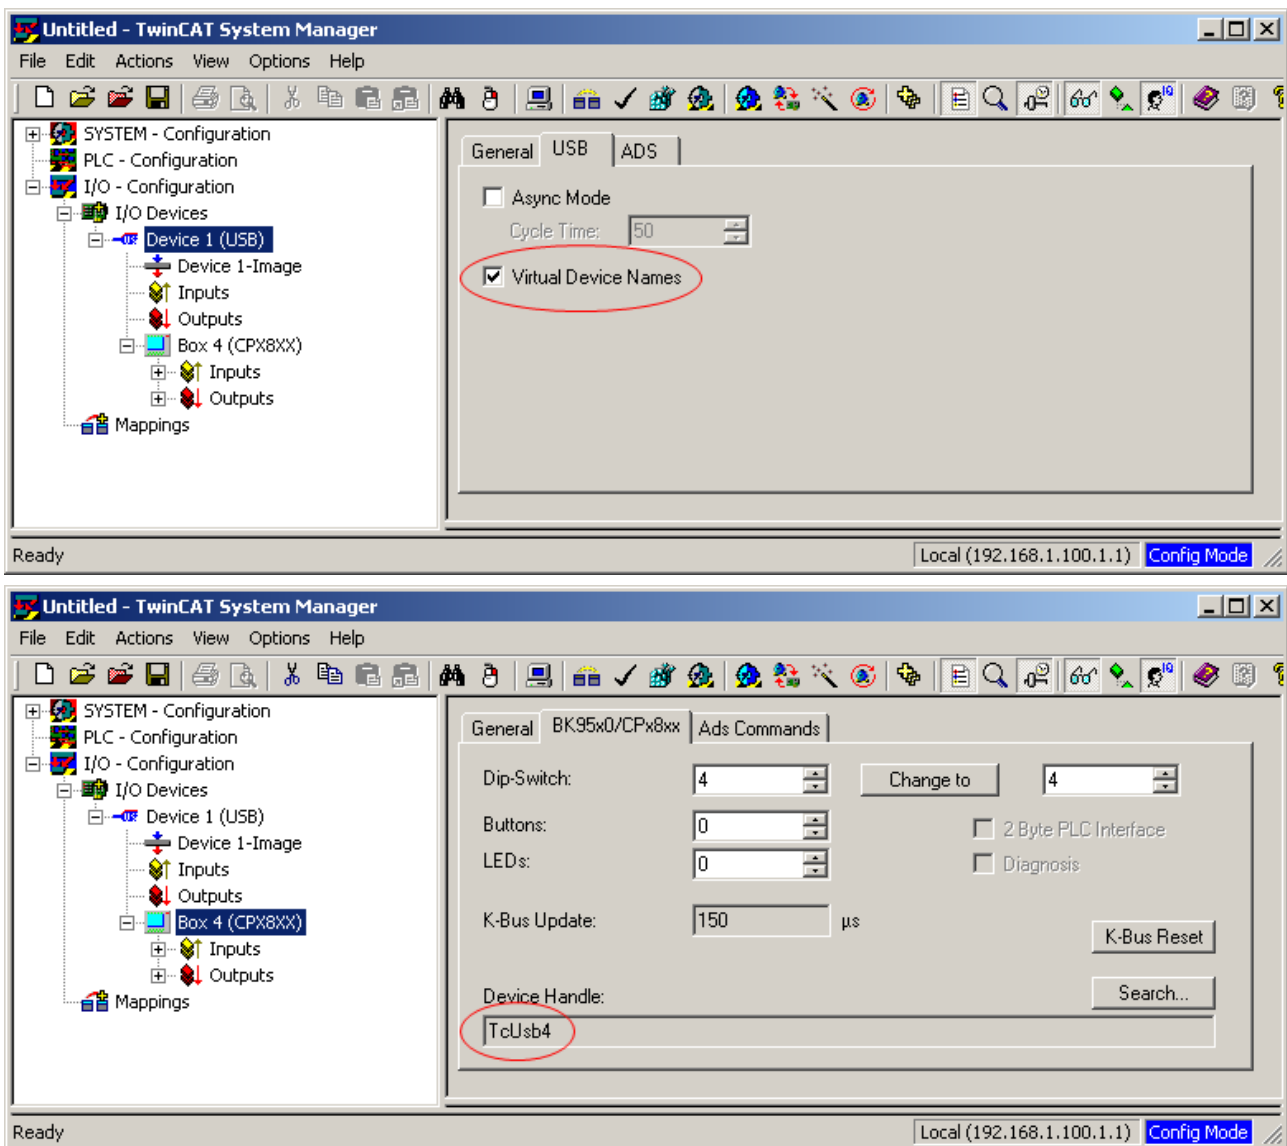 Untitled - TwinCAT System Manager
File Edit Actions View Options Help
SYSTEM - Configuration
PLC - Configuration
I/O - Configuration
I/O Devices
Device 1 (USB)
Device 1-Image
Inputs
Outputs
Box 4 (CPX8XX)
Inputs
Outputs
Mappings
General USB ADS
Async Mode
Cycle Time: 50
Virtual Device Names
Ready Local (192.168.1.100.1.1) Config Mode
Untitled - TwinCAT System Manager
File Edit Actions View Options Help
SYSTEM - Configuration
PLC - Configuration
I/O - Configuration
I/O Devices
Device 1 (USB)
Device 1-Image
Inputs
Outputs
Box 4 (CPX8XX)
Inputs
Outputs
Mappings
General BK95x0/CPx8xx Ads Commands
Dip-Switch: 4 Change to 4
Buttons: 0 2 Byte PLC Interface
LEDs: 0 Diagnosis
K-Bus Update: 150 µs
K-Bus Reset
Device Handle: Search...
TcUsb4
Ready Local (192.168.1.100.1.1) Config Mode